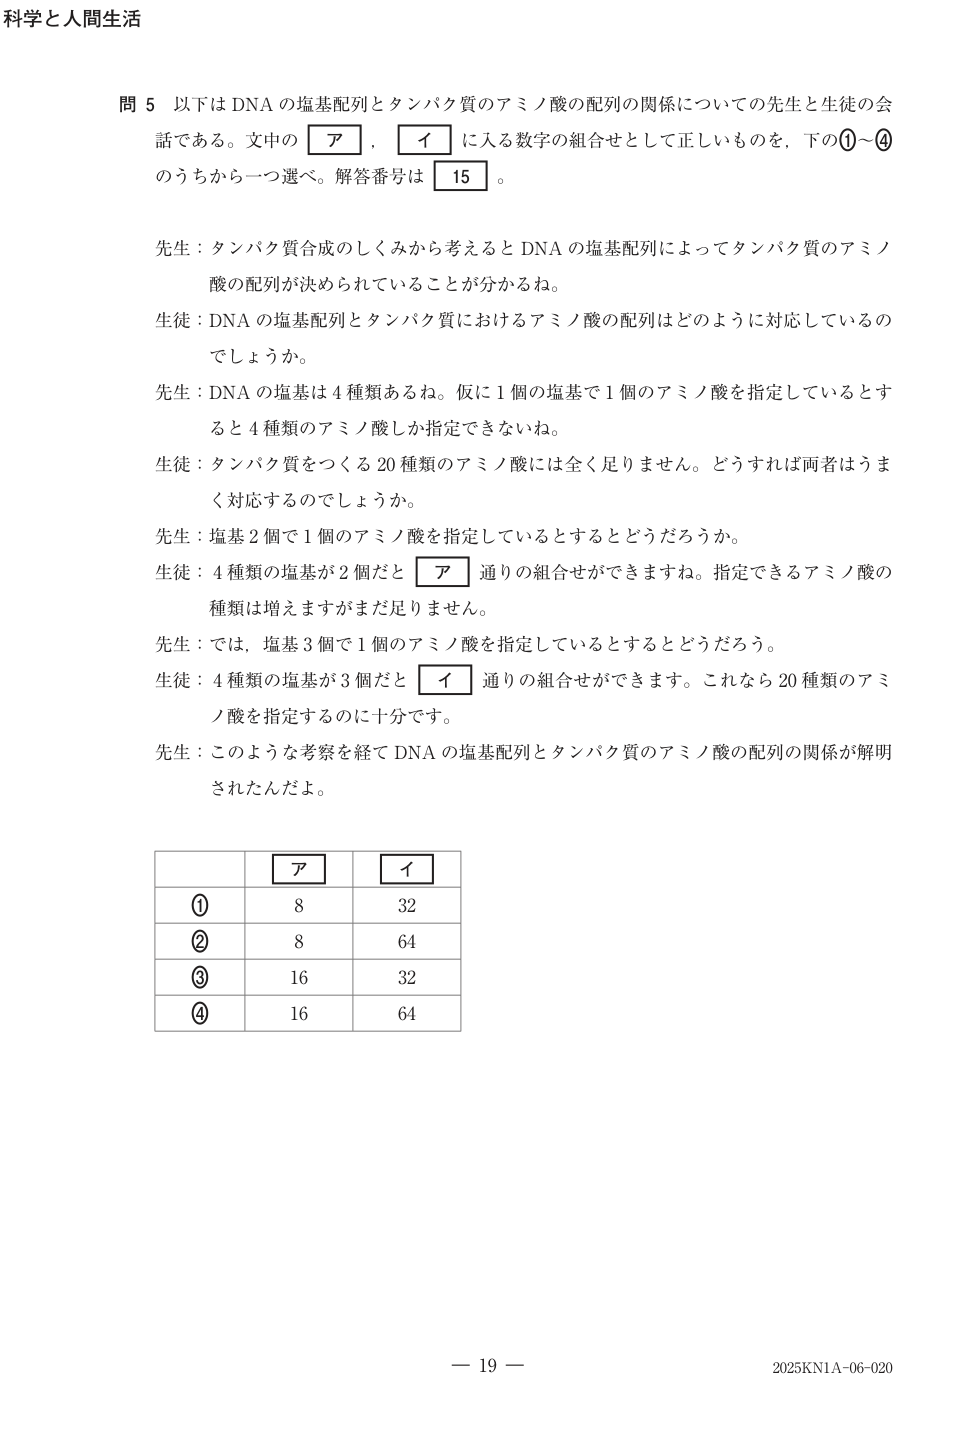 科学と人間生活
問 5 以下は DNA の塩基配列とタンパク質のアミノ酸の配列の関係についての先生と生徒の会
話である。文中の ア ， イ に入る数字の組合せとして正しいものを，下の①～④
のうちから一つ選べ。解答番号は 15 。
先生：タンパク質合成のしくみから考えると DNA の塩基配列によってタンパク質のアミノ
酸の配列が決められていることが分かるね。
生徒：DNA の塩基配列とタンパク質におけるアミノ酸の配列はどのように対応しているの
でしょうか。
先生：DNA の塩基は 4 種類あるね。仮に 1 個の塩基で 1 個のアミノ酸を指定しているとす
ると 4 種類のアミノ酸しか指定できないね。
生徒：タンパク質をつくる 20 種類のアミノ酸には全く足りません。どうすれば両者はうま
く対応するのでしょうか。
先生：塩基 2 個で 1 個のアミノ酸を指定しているとするとどうだろうか。
生徒：4 種類の塩基が 2 個だと ア 通りの組合せができますね。指定できるアミノ酸の
種類は増えますがまだ足りません。
先生：では，塩基 3 個で 1 個のアミノ酸を指定しているとするとどうだろう。
生徒：4 種類の塩基が 3 個だと イ 通りの組合せができます。これなら 20 種類のアミ
ノ酸を指定するのに十分です。
先生：このような考察を経て DNA の塩基配列とタンパク質のアミノ酸の配列の関係が解明
されたんだよ。
ア イ
① 8 32
② 8 64
③ 16 32
④ 16 64
― 19 ―
2025KN1A-06-020